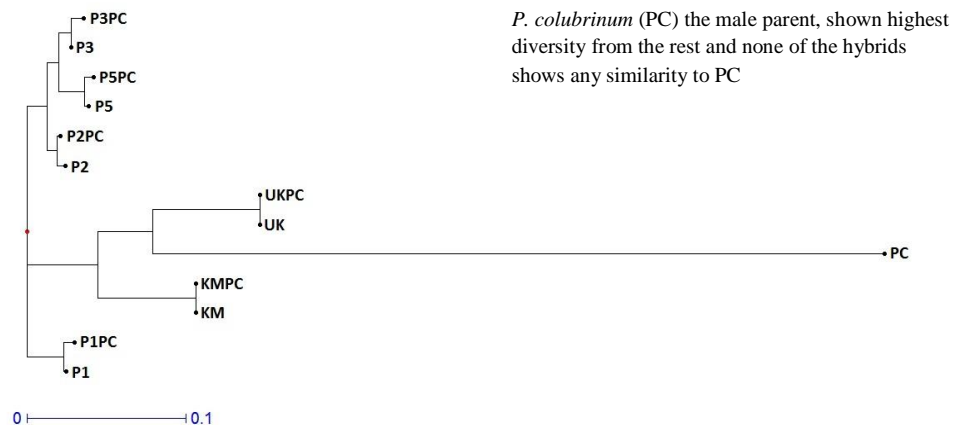 P. colubrinum (PC) the male parent, shown highest
diversity from the rest and none of the hybrids
shows any similarity to PC
P3PC
P3
P5PC
P5
P2PC
P2
UKPC
UK
PC
KMPC
KM
P1PC
P1
0 0.1